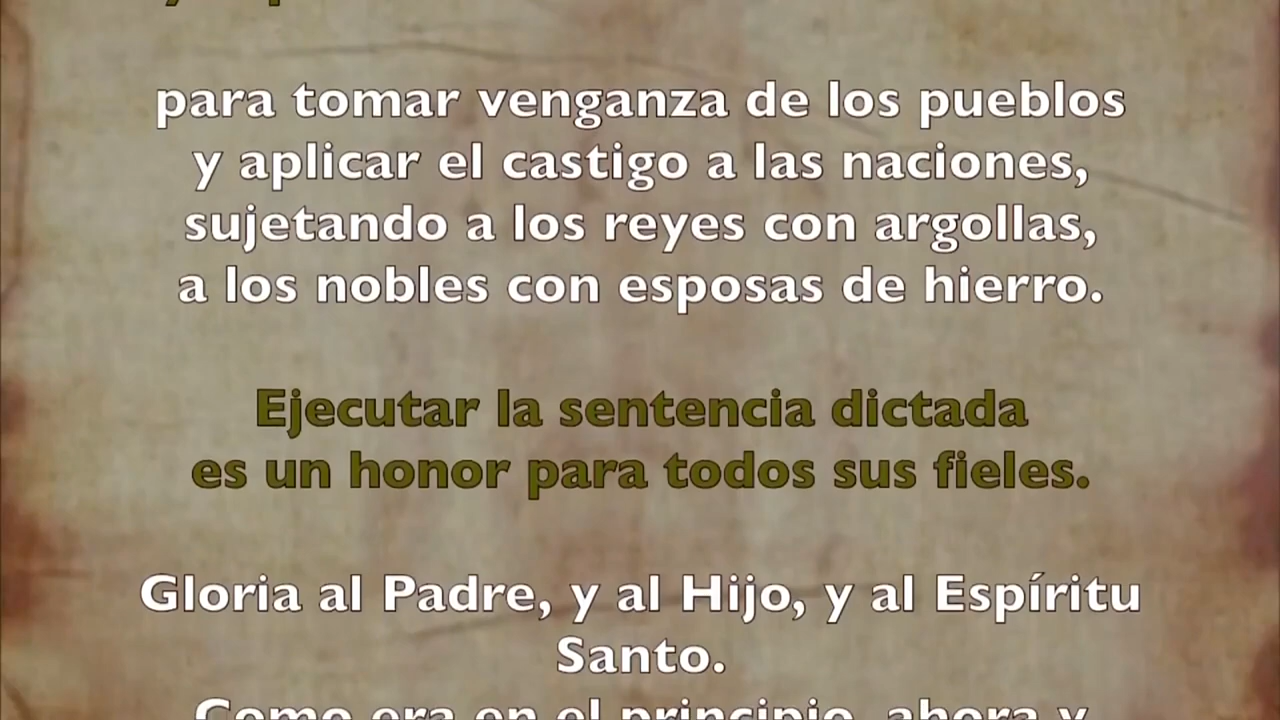 para tomar venganza de los pueblos
y aplicar el castigo a las naciones,
sujetando a los reyes con argollas,
a los nobles con esposas de hierro.
Ejecutar la sentencia dictada
es un honor para todos sus fieles.
Gloria al Padre, y al Hijo, y al Espíritu
Santo.
Como era en el principio, ahora y